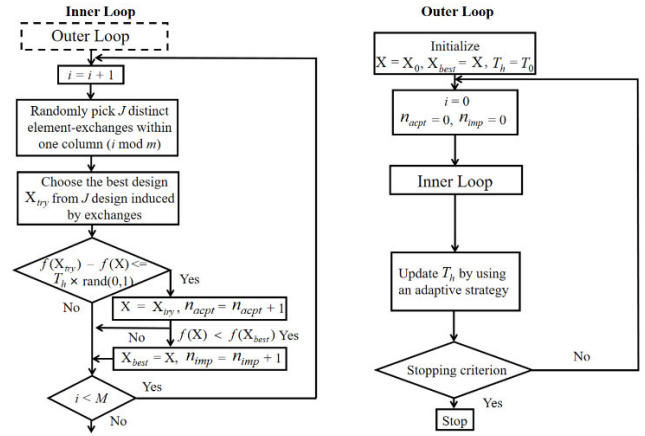 Inner Loop
Outer Loop
i = i + 1
Randomly pick J distinct
element-exchanges within
one column (i mod m)
Choose the best design
X_try from J design induced
by exchanges
f(X_try) – f(X) <=
T_h × rand(0,1)
Yes
No
X = X_try, n_acpt = n_acpt + 1
No
f(X) < f(X_best) Yes
X_best = X, n_imp = n_imp + 1
i < M
Yes
No
Outer Loop
Initialize
X = X_0, X_best = X, T_h = T_0
i = 0
n_acpt = 0, n_imp = 0
Inner Loop
Update T_h by using
an adaptive strategy
Stopping criterion
No
Yes
Stop